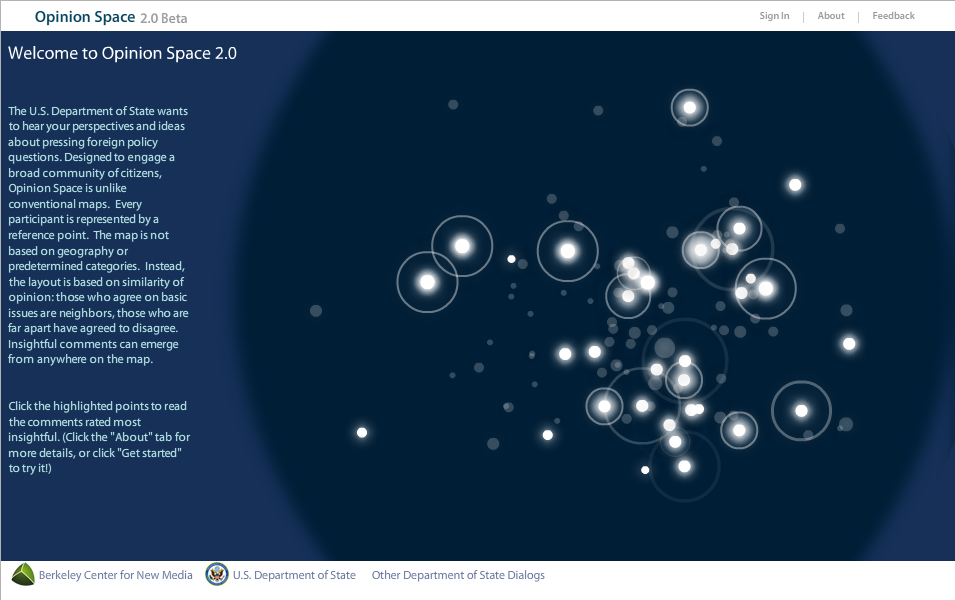 Opinion Space 2.0 Beta
Sign In | About | Feedback
Welcome to Opinion Space 2.0
The U.S. Department of State wants
to hear your perspectives and ideas
about pressing foreign policy
questions. Designed to engage a
broad community of citizens,
Opinion Space is unlike
conventional maps.  Every
participant is represented by a
reference point.  The map is not
based on geography or
predetermined categories.  Instead,
the layout is based on similarity of
opinion: those who agree on basic
issues are neighbors, those who are
far apart have agreed to disagree.
Insightful comments can emerge
from anywhere on the map.
Click the highlighted points to read
the comments rated most
insightful. (Click the "About" tab for
more details, or click "Get started"
to try it!)
Berkeley Center for New Media U.S. Department of State Other Department of State Dialogs